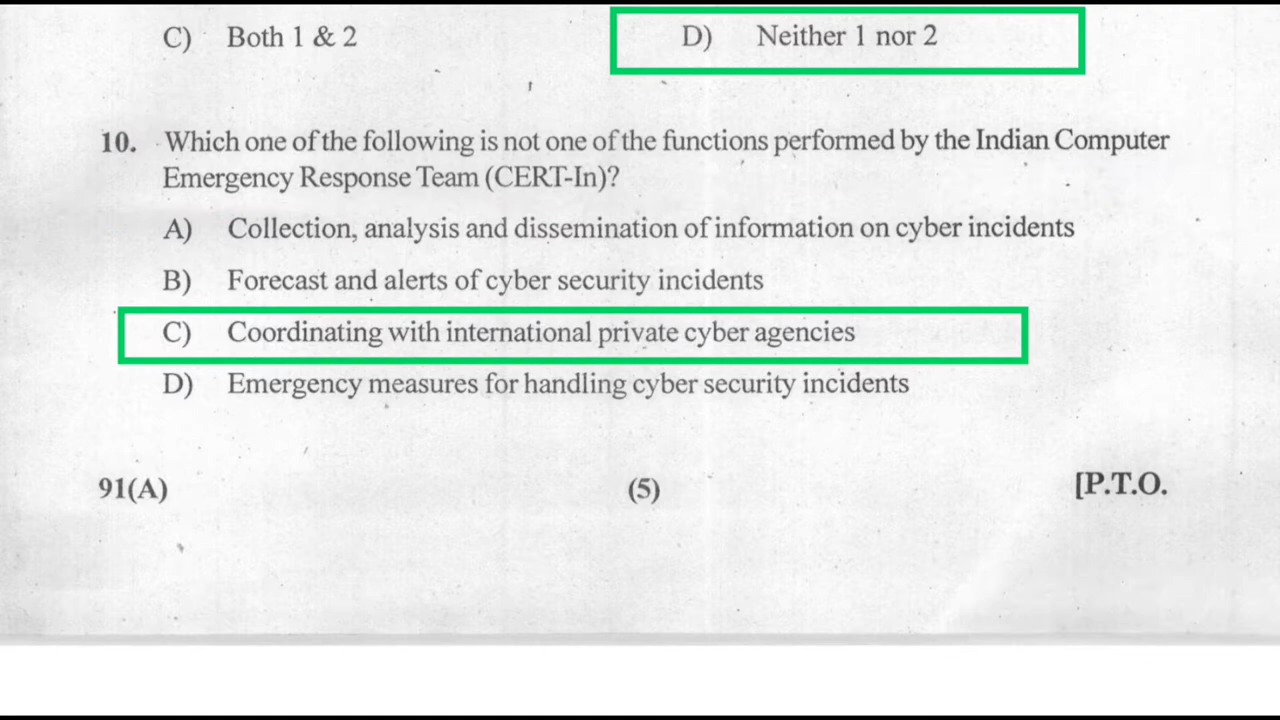 C) Both 1 & 2 D) Neither 1 nor 2
10. Which one of the following is not one of the functions performed by the Indian Computer
Emergency Response Team (CERT-In)?
A) Collection, analysis and dissemination of information on cyber incidents
B) Forecast and alerts of cyber security incidents
C) Coordinating with international private cyber agencies
D) Emergency measures for handling cyber security incidents
91(A) (5) [P.T.O.